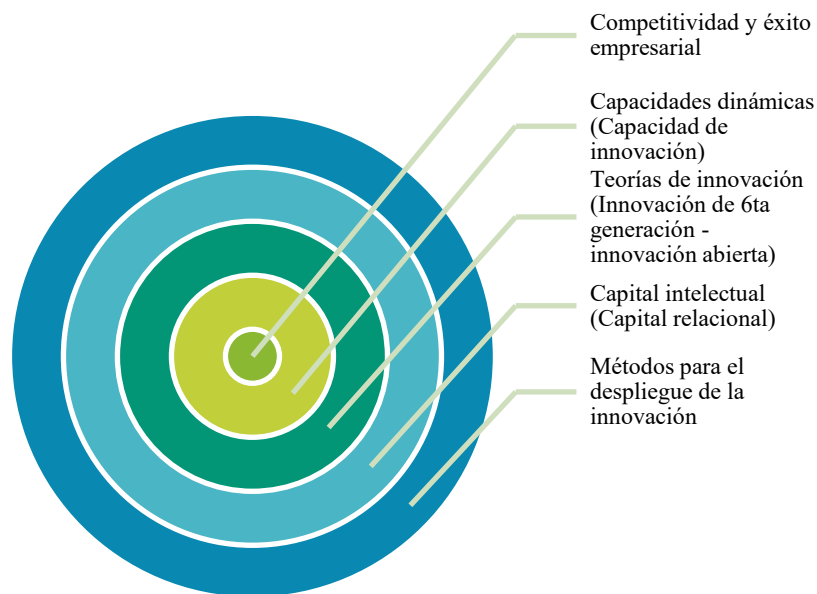 Competitividad y éxito
empresarial
Capacidades dinámicas
(Capacidad de
innovación)
Teorías de innovación
(Innovación de 6ta
generación -
innovación abierta)
Capital intelectual
(Capital relacional)
Métodos para el
despliegue de la
innovación